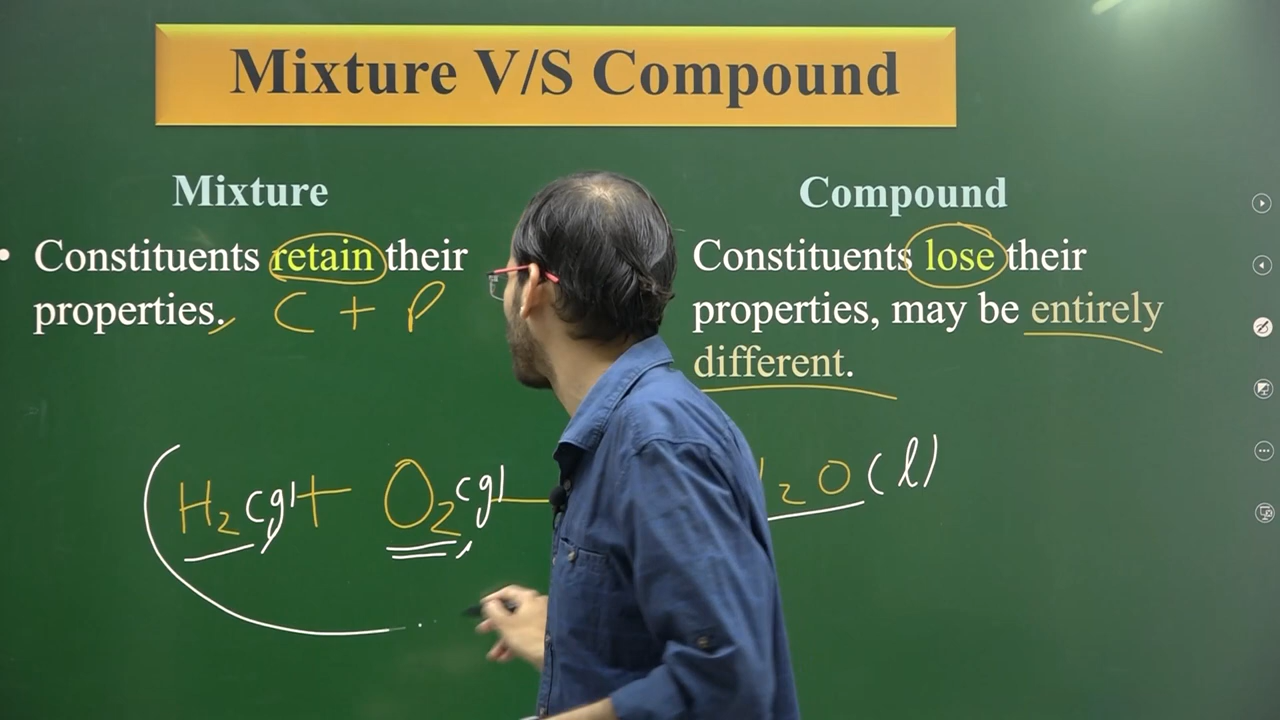 Mixture V/S Compound
Mixture
• Constituents retain their
properties.
C + P
Compound
Constituents lose their
properties, may be entirely
different.
H₂(g) + O₂(g) 2O(l)